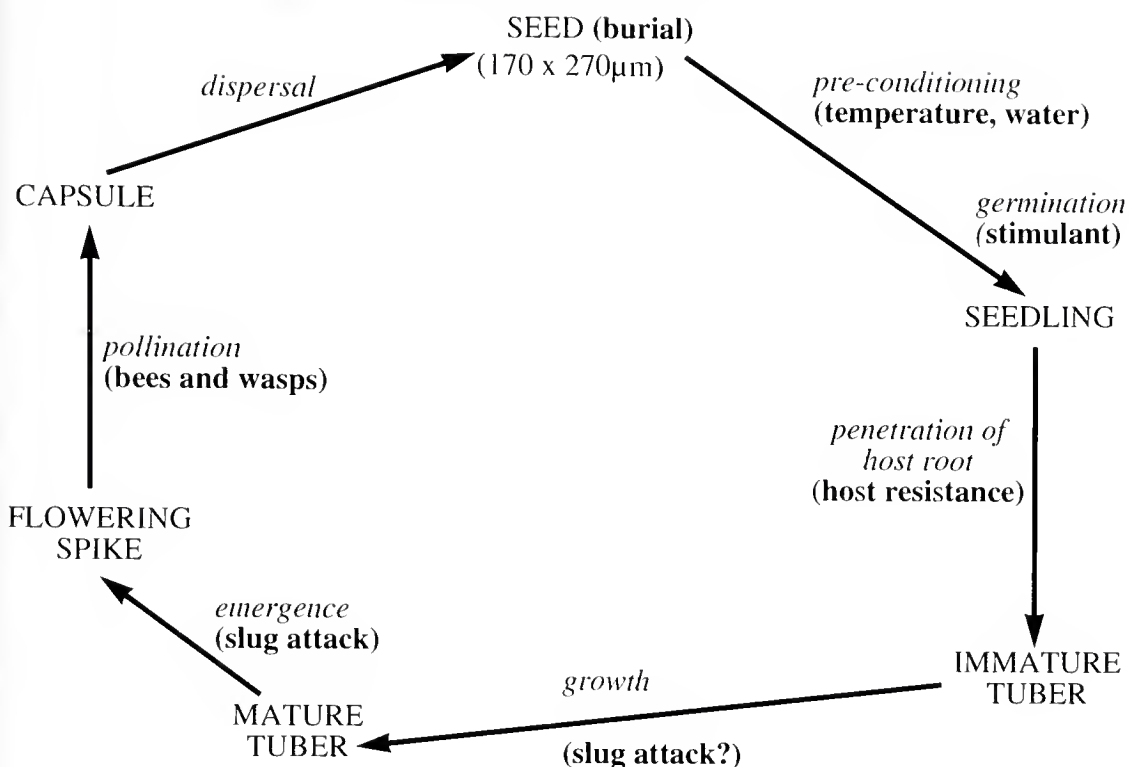 SEED (burial)
(170 x 270µm)
dispersal
pre-conditioning
(temperature, water)
CAPSULE
germination
(stimulant)
SEEDLING
pollination
(bees and wasps)
penetration of
host root
(host resistance)
FLOWERING
SPIKE
emergence
(slug attack)
IMMATURE
TUBER
growth
MATURE
TUBER
(slug attack?)